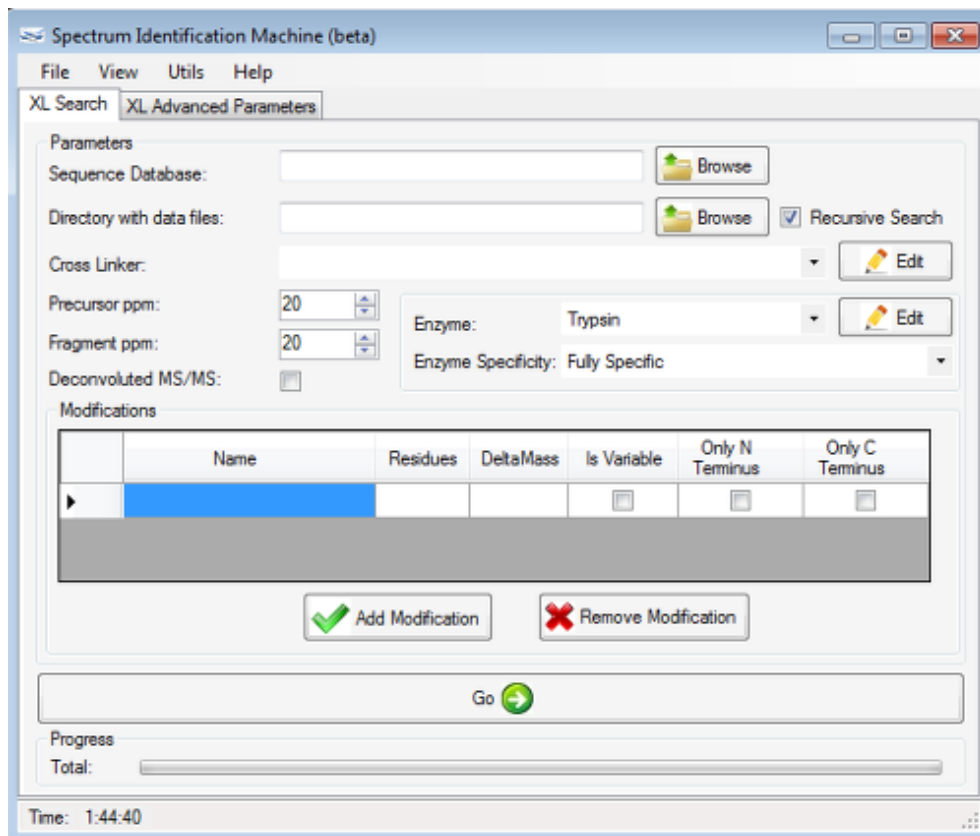 Spectrum Identification Machine (beta)
File View Utils Help
XL Search XL Advanced Parameters
Parameters
Sequence Database: Browse
Directory with data files: Browse Recursive Search
Cross Linker: Edit
Precursor ppm: 20
Enzyme: Trypsin Edit
Fragment ppm: 20
Enzyme Specificity: Fully Specific
Deconvoluted MS/MS:
Modifications
Name Residues DeltaMass Is Variable Only N Terminus Only C Terminus
Add Modification Remove Modification
Go
Progress
Total:
Time: 1:44:40